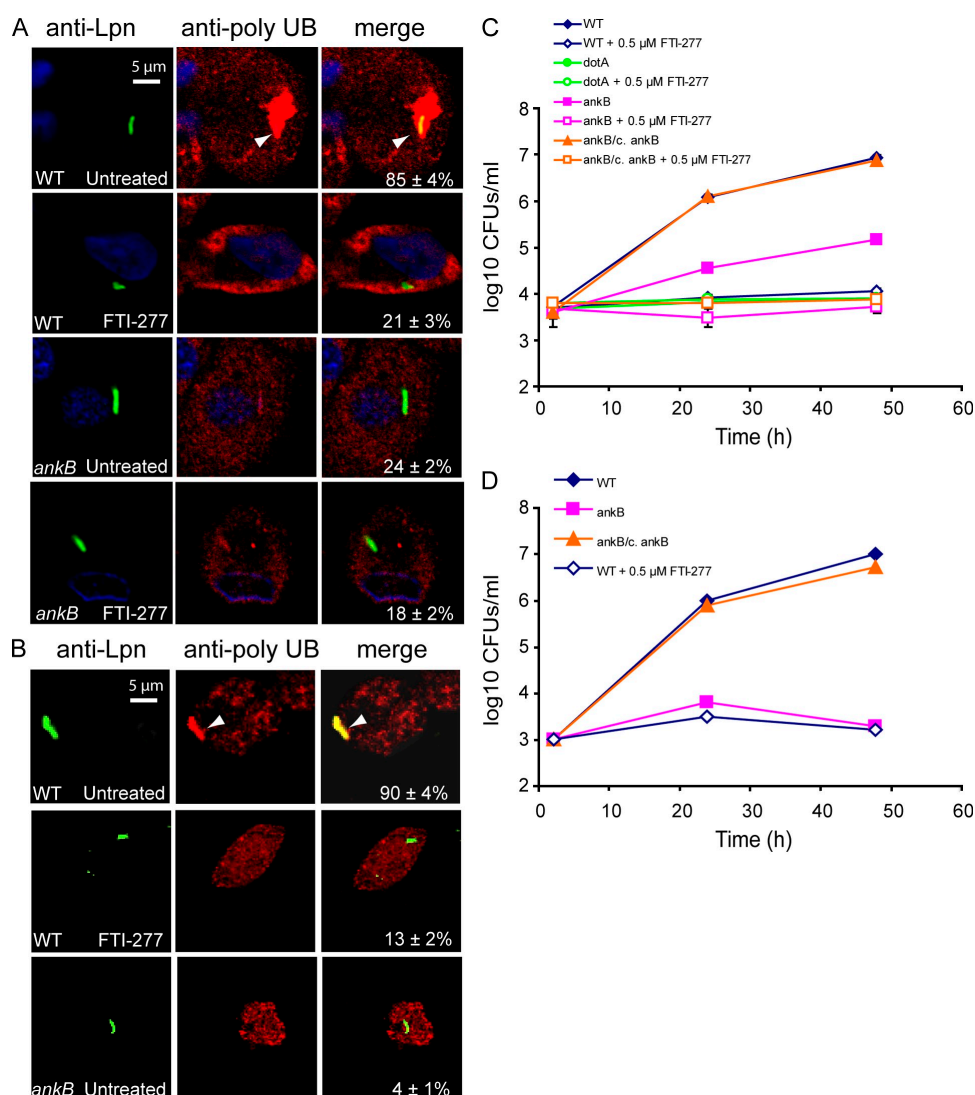 A
anti-Lpn anti-poly UB merge
5 µm
WT Untreated
85 ± 4%
WT FTI-277
21 ± 3%
ankB Untreated
24 ± 2%
ankB FTI-277
18 ± 2%
B
anti-Lpn anti-poly UB merge
5 µm
WT Untreated
90 ± 4%
WT FTI-277
13 ± 2%
ankB Untreated
4 ± 1%
C
WT
WT + 0.5 µM FTI-277
dotA
dotA + 0.5 µM FTI-277
ankB
ankB + 0.5 µM FTI-277
ankB/c. ankB
ankB/c. ankB + 0.5 µM FTI-277
log10 CFUs/ml
8
7
6
5
4
3
2
0 10 20 30 40 50 60
Time (h)
D
WT
ankB
ankB/c. ankB
WT + 0.5 µM FTI-277
log10 CFUs/ml
8
7
6
5
4
3
2
0 10 20 30 40 50 60
Time (h)